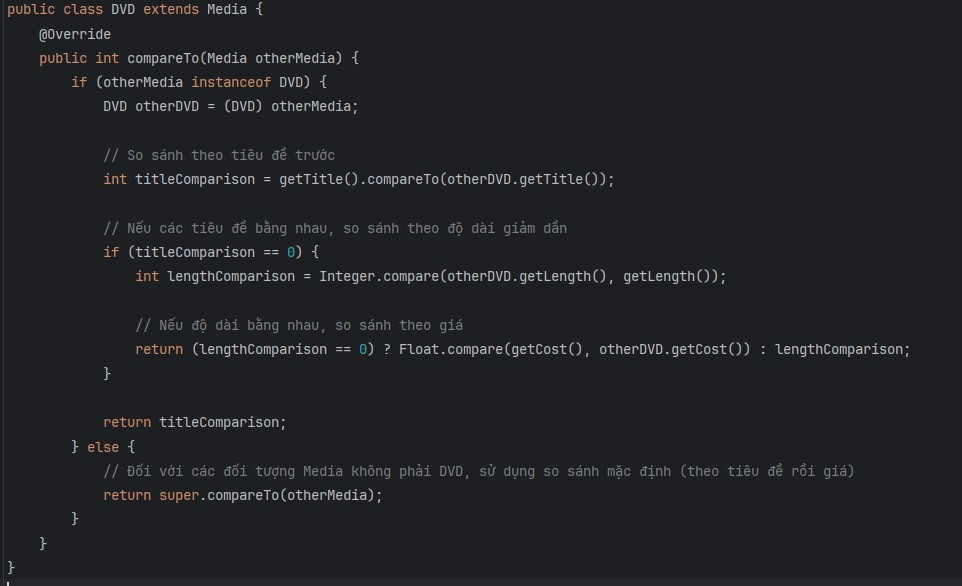 public class DVD extends Media {
    @Override
    public int compareTo(Media otherMedia) {
        if (otherMedia instanceof DVD) {
            DVD otherDVD = (DVD) otherMedia;
            // So sánh theo tiêu đề trước
            int titleComparison = getTitle().compareTo(otherDVD.getTitle());
            // Nếu các tiêu đề bằng nhau, so sánh theo độ dài giảm dần
            if (titleComparison == 0) {
                int lengthComparison = Integer.compare(otherDVD.getLength(), getLength());
                // Nếu độ dài bằng nhau, so sánh theo giá
                return (lengthComparison == 0) ? Float.compare(getCost(), otherDVD.getCost()) : lengthComparison;
            }
            return titleComparison;
        } else {
            // Đối với các đối tượng Media không phải DVD, sử dụng so sánh mặc định (theo tiêu đề rồi giá)
            return super.compareTo(otherMedia);
        }
    }
}